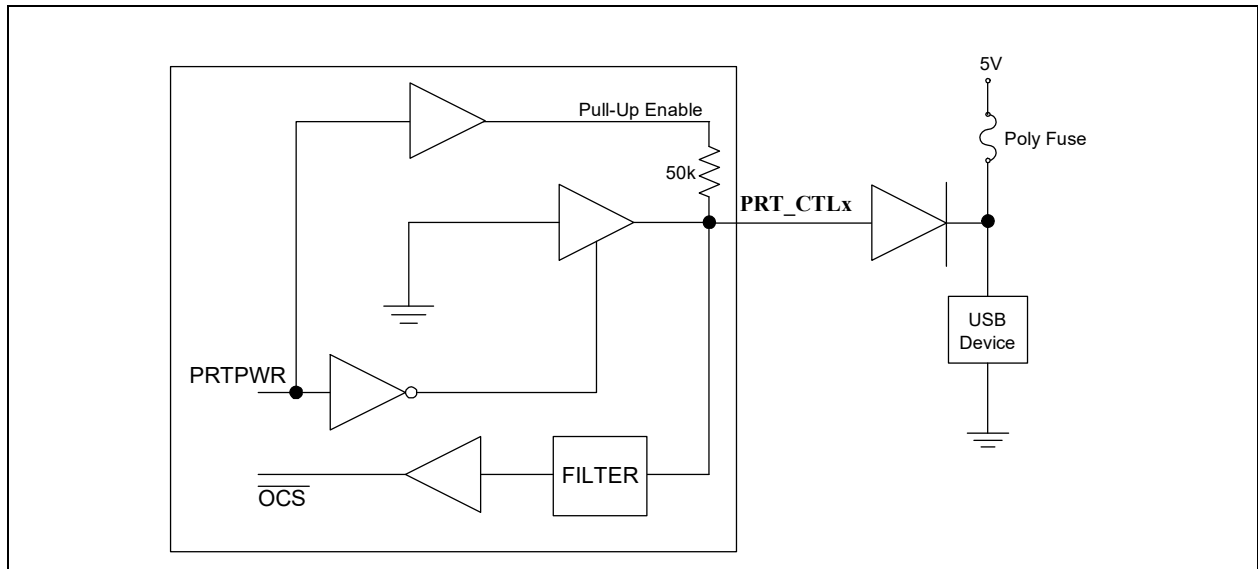 5V
Pull-Up Enable
Poly Fuse
50k
PRT_CTLx
USB
Device
PRTPWR
FILTER
OCS